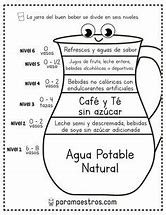 La jarra del buen beber se divide en seis niveles.
NIVEL 6
0 vasos
Refrescos y aguas de sabor
NIVEL 5
0 - ½ vaso
Jugos de fruta, leche entera,
bebidas alcohólicas o deportivas
NIVEL 4
0 - 2 vasos
Bebidas no calóricas con
endulcorantes artificiales
NIVEL 3
0 - 4 tazas
Café y Té
sin azúcar
NIVEL 2
0 - 2 vasos
Leche semi y descremada, bebidas
de soya sin azúcar adicionada
NIVEL 1
6 - 8 vasos
Agua Potable
Natural
paramaestros.com